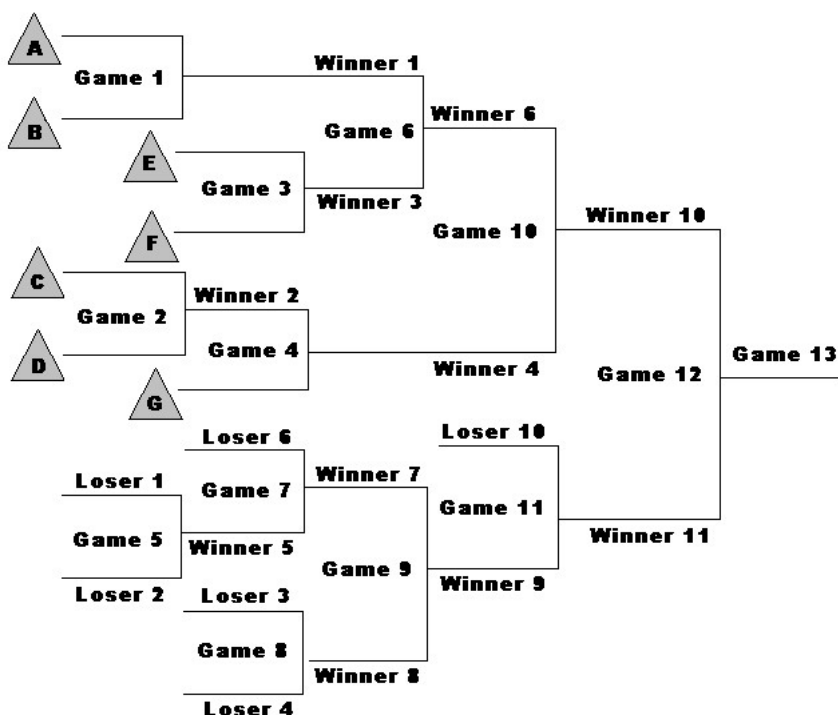 A
Game 1
B
Winner 1
Game 6
Winner 6
E
Game 3
Winner 3
F
Game 10
Winner 10
C
Game 2
Winner 2
D
Game 4
G
Winner 4
Game 12
Game 13
Loser 6
Loser 10
Loser 1
Game 7
Winner 7
Game 5
Winner 5
Game 11
Winner 11
Loser 2
Loser 3
Game 9
Winner 9
Game 8
Winner 8
Loser 4